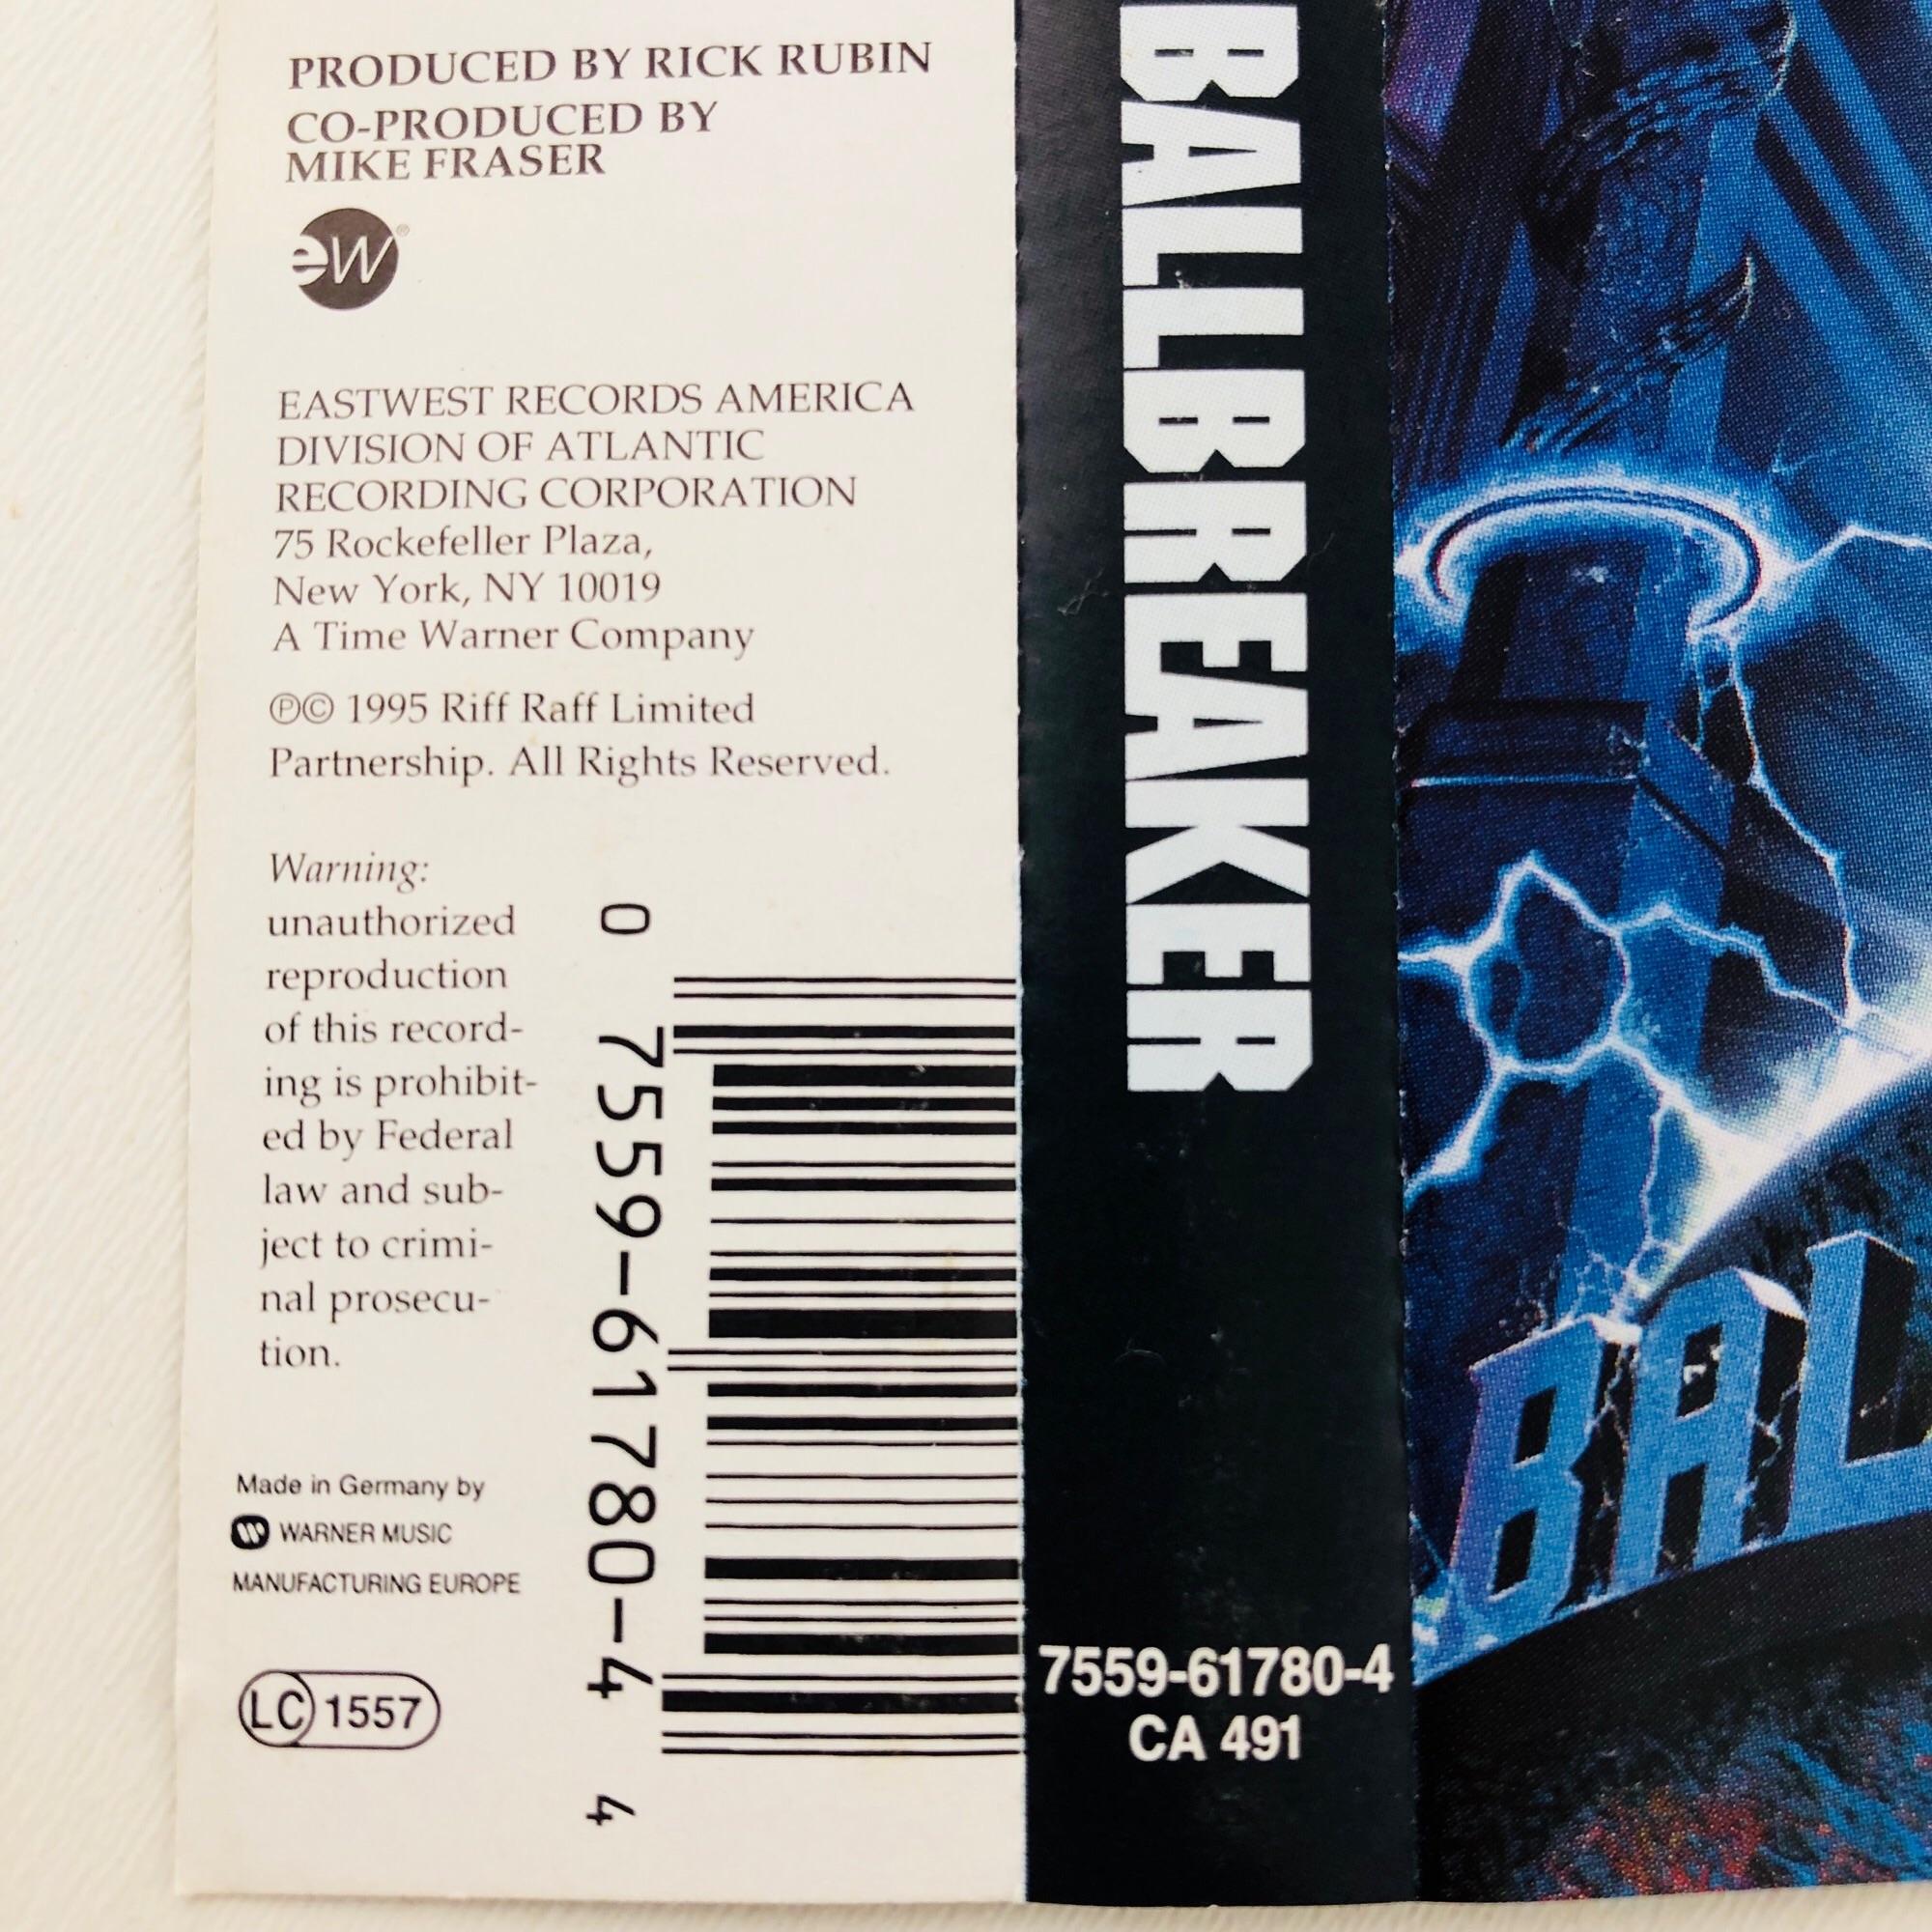 PRODUCED BY RICK RUBIN
CO-PRODUCED BY
MIKE FRASER
ew®
EASTWEST RECORDS AMERICA
DIVISION OF ATLANTIC
RECORDING CORPORATION
75 Rockefeller Plaza,
New York, NY 10019
A Time Warner Company
℗© 1995 Riff Raff Limited
Partnership. All Rights Reserved.
Warning:
unauthorized
reproduction
of this record-
ing is prohibit-
ed by Federal
law and sub-
ject to crimi-
nal prosecu-
tion.
Made in Germany by
WARNER MUSIC
MANUFACTURING EUROPE
LC 1557
0 7559-61780-4 4
BALLBREAKER
7559-61780-4
CA 491
BAL